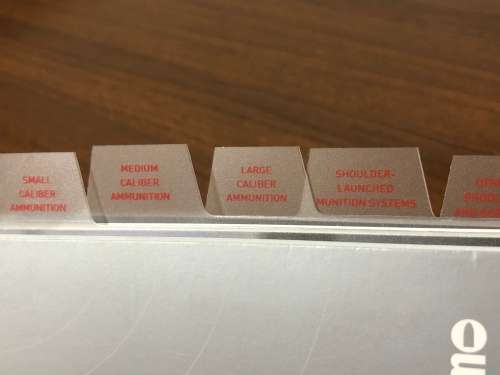 SMALL
CALIBER
AMMUNITION
MEDIUM
CALIBER
AMMUNITION
LARGE
CALIBER
AMMUNITION
SHOULDER-
LAUNCHED
MUNITION SYSTEMS